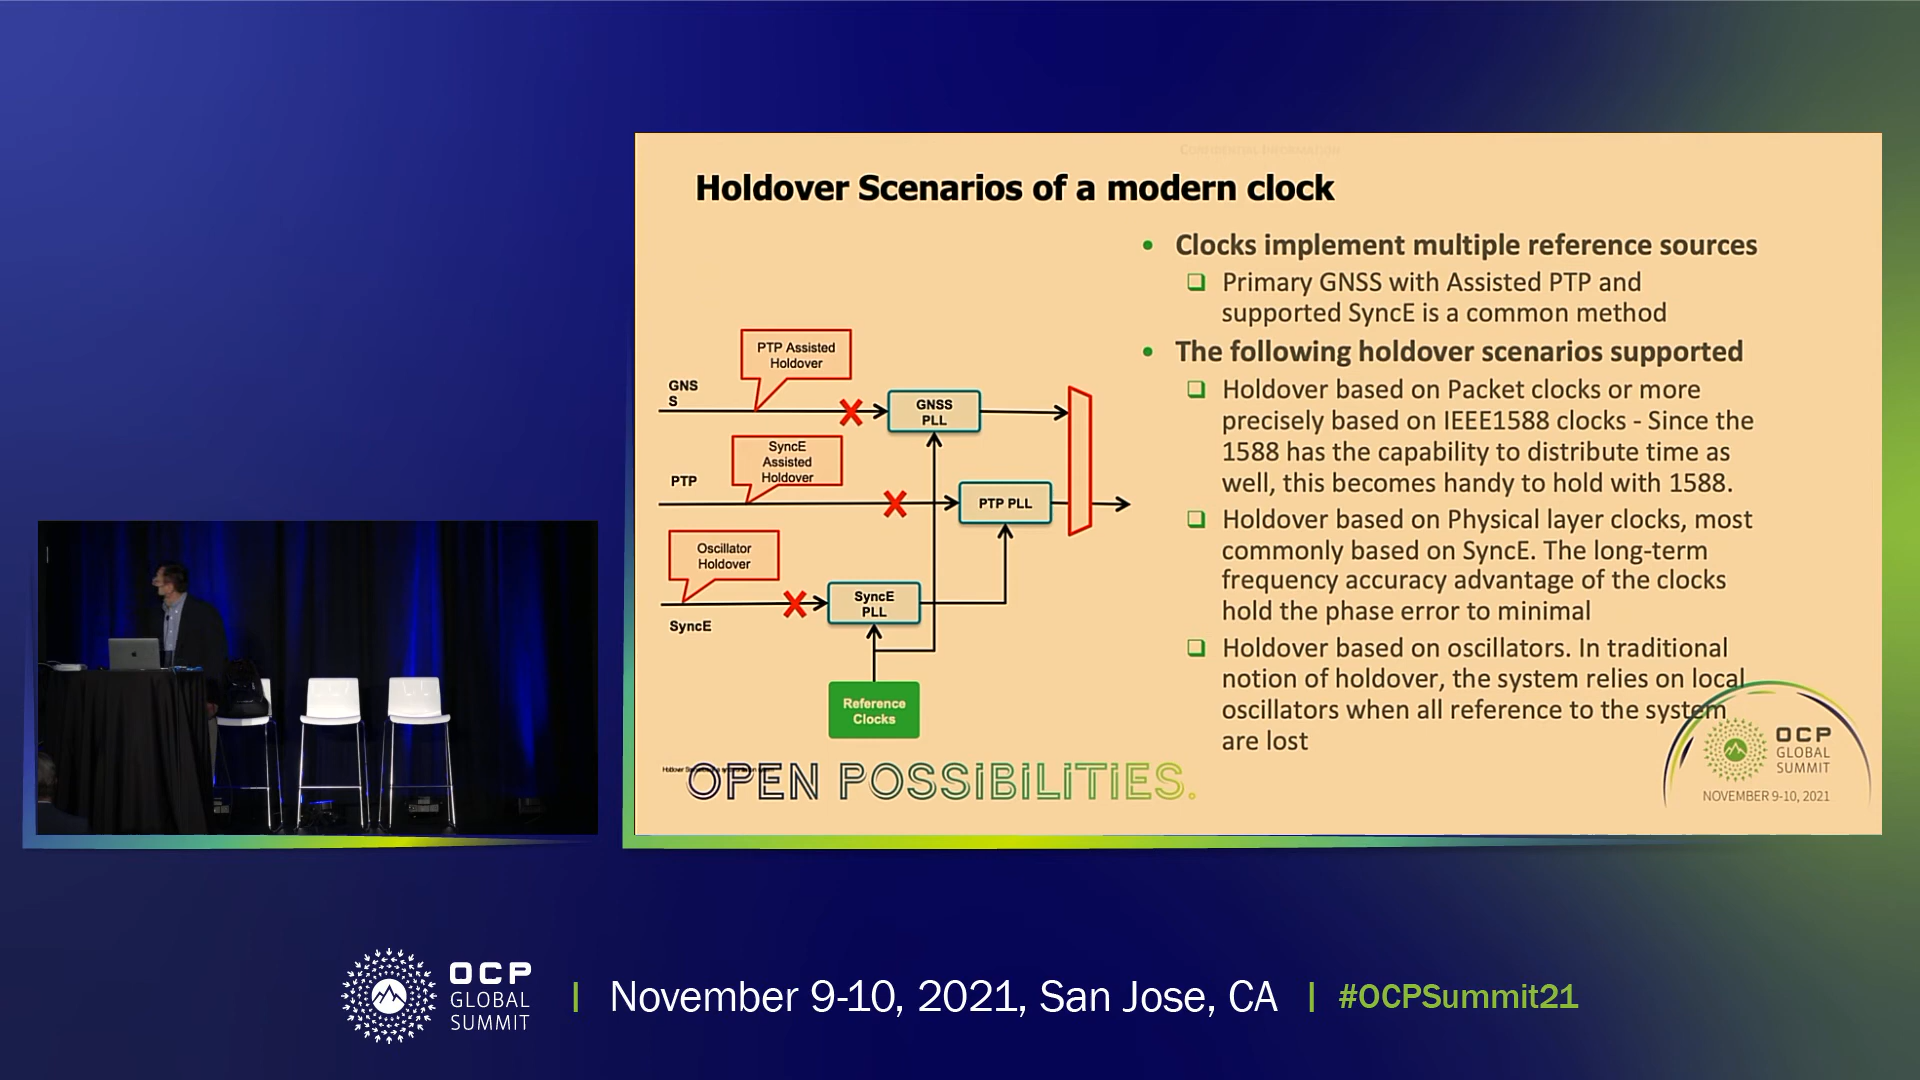 CONFIDENTIAL INFORMATION
Holdover Scenarios of a modern clock
• Clocks implement multiple reference sources
❑ Primary GNSS with Assisted PTP and
supported SyncE is a common method
• The following holdover scenarios supported
❑ Holdover based on Packet clocks or more
precisely based on IEEE1588 clocks - Since the
1588 has the capability to distribute time as
well, this becomes handy to hold with 1588.
❑ Holdover based on Physical layer clocks, most
commonly based on SyncE. The long-term
frequency accuracy advantage of the clocks
hold the phase error to minimal
❑ Holdover based on oscillators. In traditional
notion of holdover, the system relies on local
oscillators when all reference to the system
are lost
PTP Assisted
Holdover
GNS
S
GNSS
PLL
SyncE
Assisted
Holdover
PTP
PTP PLL
Oscillator
Holdover
SyncE
PLL
SyncE
Reference
Clocks
OPEN POSSIBILITIES.
OCP
GLOBAL
SUMMIT
NOVEMBER 9-10, 2021
OCP
GLOBAL
SUMMIT
| November 9-10, 2021, San Jose, CA | #OCPSummit21